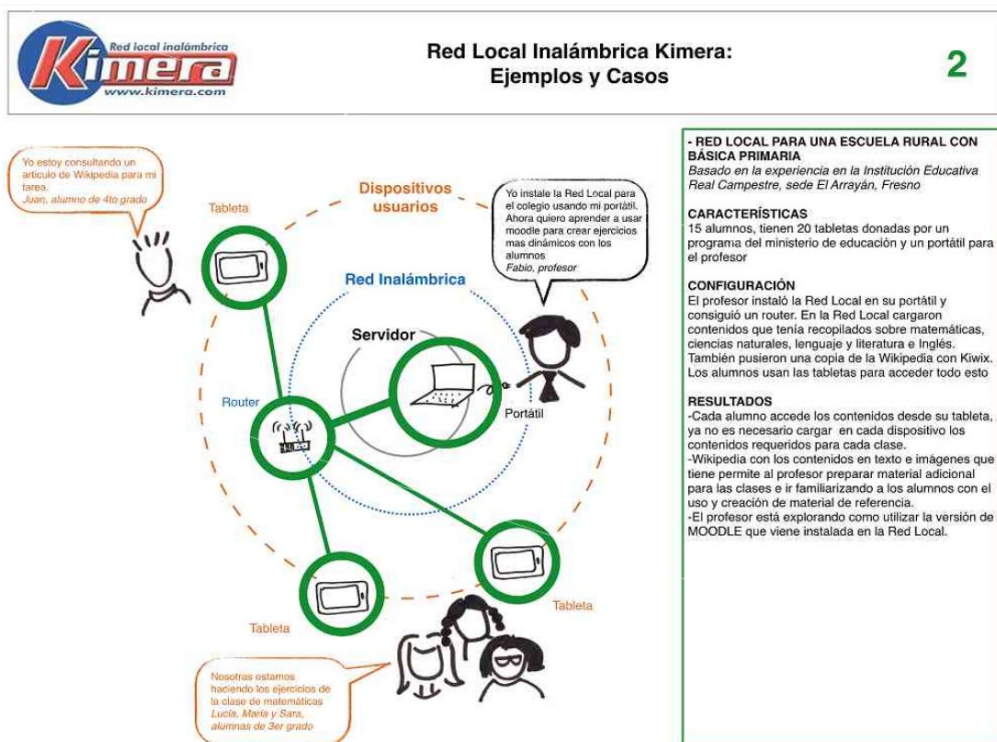 Red local inalámbrica
Kimera
www.kimera.com
Red Local Inalámbrica Kimera:
Ejemplos y Casos
2
Yo estoy consultando un
artículo de Wikipedia para mi
tarea.
Juan, alumno de 4to grado
Tableta
Dispositivos
usuarios
Yo instale la Red Local para
el colegio usando mi portátil.
Ahora quiero aprender a usar
moodle para crear ejercicios
mas dinámicos con los
alumnos
Fabio, profesor
Red Inalámbrica
Servidor
Router
Portátil
Tableta
Tableta
Nosotras estamos
haciendo los ejercicios de
la clase de matemáticas
Lucía, María y Sara,
alumnas de 3er grado
- RED LOCAL PARA UNA ESCUELA RURAL CON
BÁSICA PRIMARIA
Basado en la experiencia en la Institución Educativa
Real Campestre, sede El Arrayán, Fresno
CARACTERÍSTICAS
15 alumnos, tienen 20 tabletas donadas por un
programa del ministerio de educación y un portátil para
el profesor
CONFIGURACIÓN
El profesor instaló la Red Local en su portátil y
consiguió un router. En la Red Local cargaron
contenidos que tenía recopilados sobre matemáticas,
ciencias naturales, lenguaje y literatura e Inglés.
También pusieron una copia de la Wikipedia con Kiwix.
Los alumnos usan las tabletas para acceder todo esto
RESULTADOS
-Cada alumno accede los contenidos desde su tableta,
ya no es necesario cargar en cada dispositivo los
contenidos requeridos para cada clase.
-Wikipedia con los contenidos en texto e imágenes que
tiene permite al profesor preparar material adicional
para las clases e ir familiarizando a los alumnos con el
uso y creación de material de referencia.
-El profesor está explorando como utilizar la versión de
MOODLE que viene instalada en la Red Local.